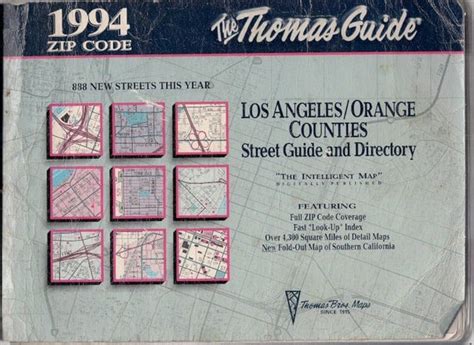 1994
ZIP CODE
The Thomas Guide
888 NEW STREETS THIS YEAR
LOS ANGELES/ORANGE
COUNTIES
Street Guide and Directory
"THE INTELLIGENT MAP"
DIGITALLY PUBLISHED
FEATURING
Full ZIP Code Coverage
Fast "Look-Up" Index
Over 4,300 Square Miles of Detail Maps
New Fold-Out Map of Southern California
Thomas Bros. Maps
SINCE 1915